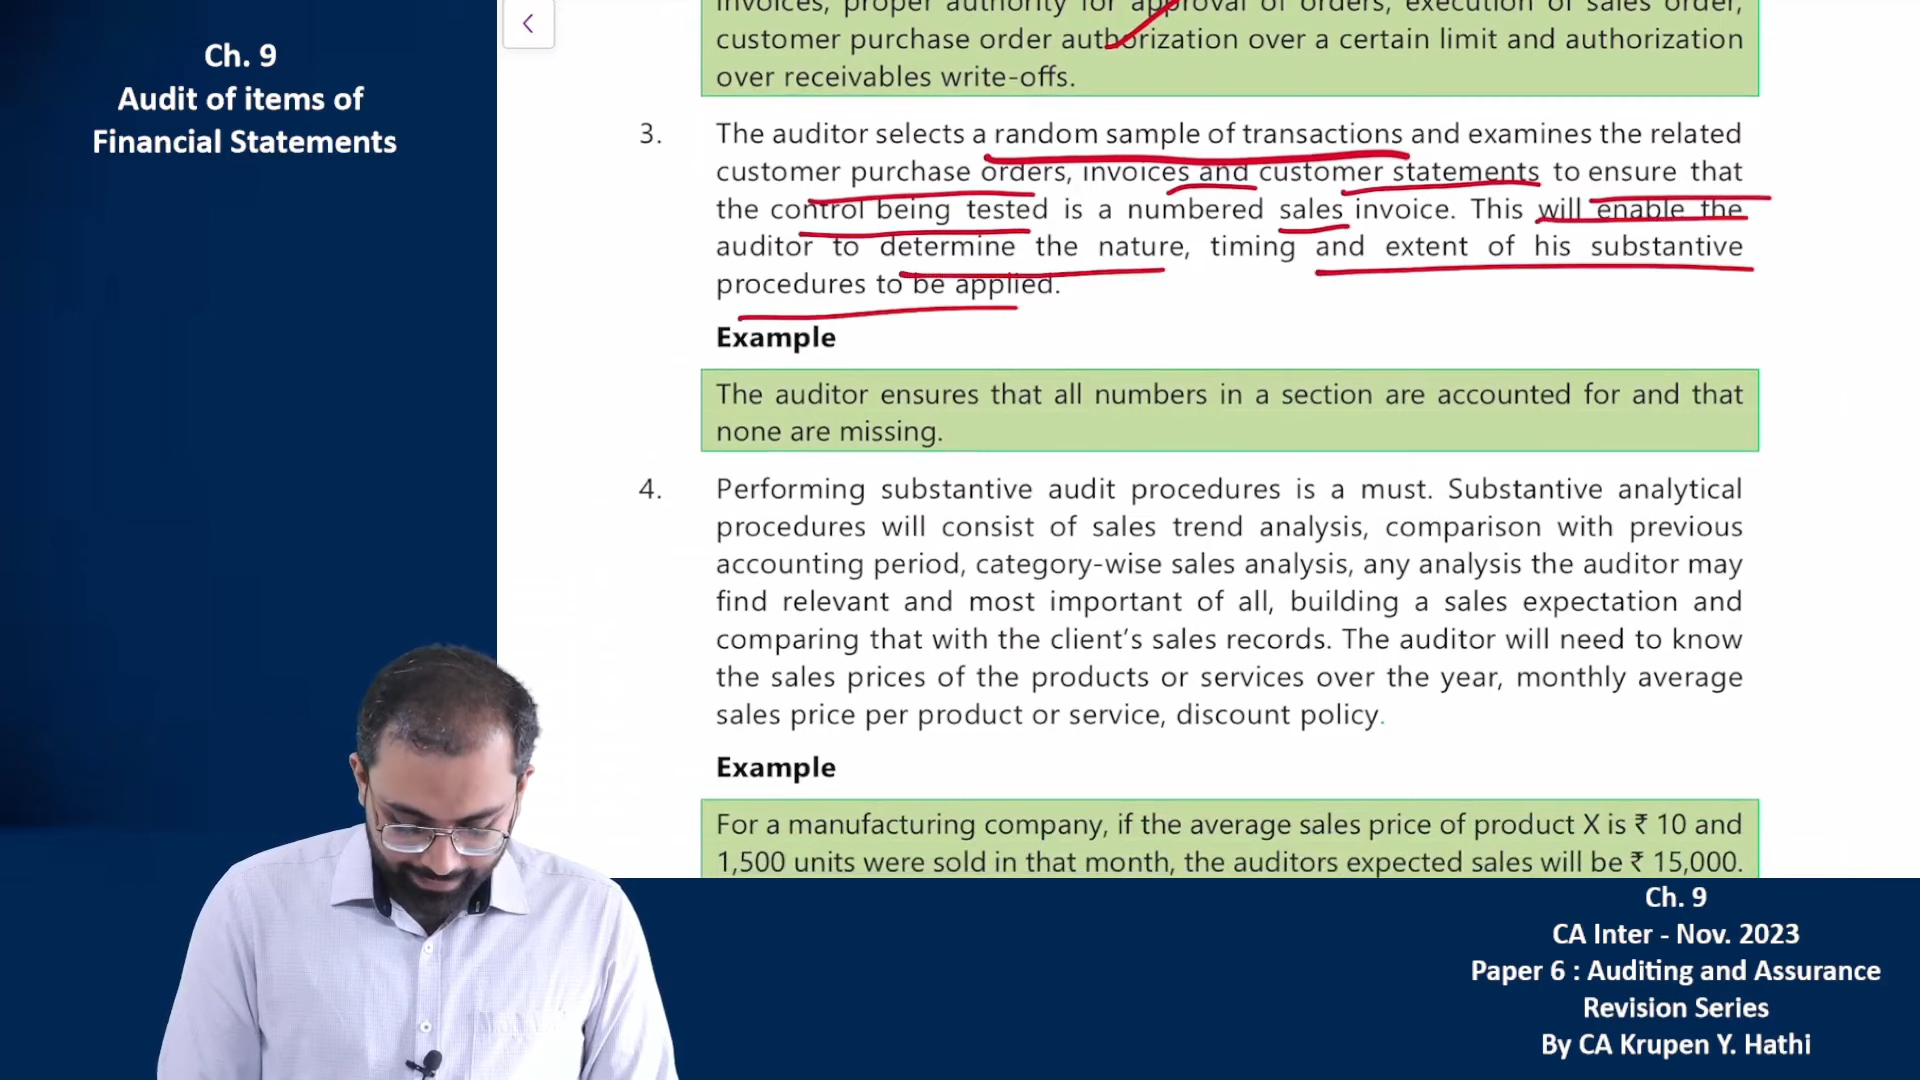 Ch. 9
Audit of items of
Financial Statements
invoices, proper authority for approval of orders, execution of sales order,
customer purchase order authorization over a certain limit and authorization
over receivables write-offs.
3. The auditor selects a random sample of transactions and examines the related
customer purchase orders, invoices and customer statements to ensure that
the control being tested is a numbered sales invoice. This will enable the
auditor to determine the nature, timing and extent of his substantive
procedures to be applied.
Example
The auditor ensures that all numbers in a section are accounted for and that
none are missing.
4. Performing substantive audit procedures is a must. Substantive analytical
procedures will consist of sales trend analysis, comparison with previous
accounting period, category-wise sales analysis, any analysis the auditor may
find relevant and most important of all, building a sales expectation and
comparing that with the client’s sales records. The auditor will need to know
the sales prices of the products or services over the year, monthly average
sales price per product or service, discount policy.
Example
For a manufacturing company, if the average sales price of product X is ₹ 10 and
1,500 units were sold in that month, the auditors expected sales will be ₹ 15,000.
Ch. 9
CA Inter - Nov. 2023
Paper 6 : Auditing and Assurance
Revision Series
By CA Krupen Y. Hathi